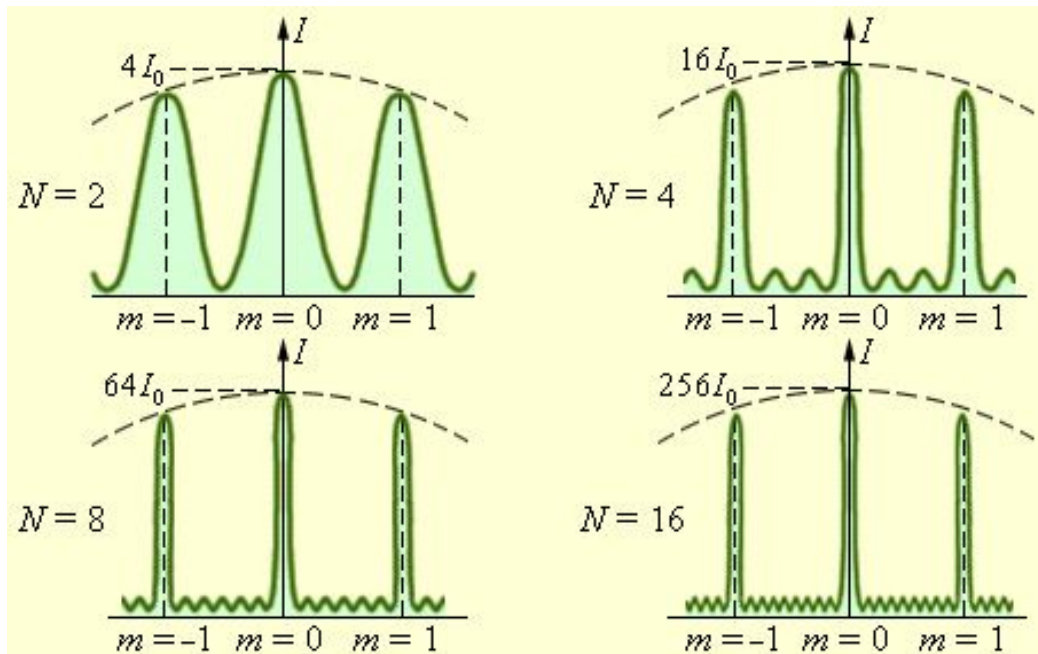 I
4I₀
N = 2
m = -1 m = 0 m = 1
I
16I₀
N = 4
m = -1 m = 0 m = 1
I
64I₀
N = 8
m = -1 m = 0 m = 1
I
256I₀
N = 16
m = -1 m = 0 m = 1